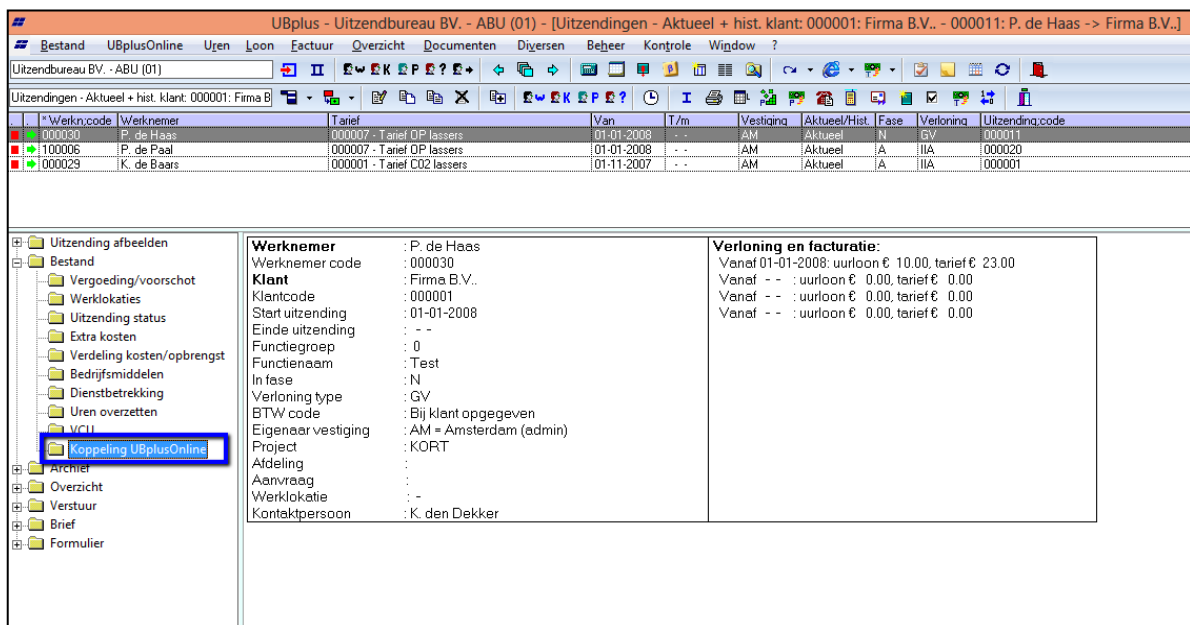 UBplus - Uitzendbureau BV. - ABU (01) - [Uitzendingen - Aktueel + hist. klant: 000001: Firma B.V.. - 000011: P. de Haas -> Firma B.V..]
Bestand UBplusOnline Uren Loon Factuur Overzicht Documenten Diversen Beheer Kontrole Window ?
Uitzendbureau BV. - ABU (01)
Uitzendingen - Aktueel + hist. klant: 000001: Firma B
. . * Werkn;code Werknemer Tarief Van T/m Vestiging Aktueel/Hist. Fase Verloning Uitzending;code
000030 P. de Haas 000007 - Tarief OP lassers 01-01-2008 - - AM Aktueel N GV 000011
100006 P. de Paal 000007 - Tarief OP lassers 01-01-2008 - - AM Aktueel A IIA 000020
000029 K. de Baars 000001 - Tarief C02 lassers 01-11-2007 - - AM Aktueel A IIA 000001
Uitzending afbeelden
Bestand
Vergoeding/voorschot
Werklokaties
Uitzending status
Extra kosten
Verdeling kosten/opbrengst
Bedrijfsmiddelen
Dienstbetrekking
Uren overzetten
VCU
Koppeling UBplusOnline
Archief
Overzicht
Verstuur
Brief
Formulier
Werknemer : P. de Haas
Werknemer code : 000030
Klant : Firma B.V..
Klantcode : 000001
Start uitzending : 01-01-2008
Einde uitzending : - -
Functiegroep : 0
Functienaam : Test
In fase : N
Verloning type : GV
BTW code : Bij klant opgegeven
Eigenaar vestiging : AM = Amsterdam (admin)
Project : KORT
Afdeling :
Aanvraag :
Werklokatie : -
Kontaktpersoon : K. den Dekker
Verloning en facturatie:
Vanaf 01-01-2008: uurloon € 10.00, tarief € 23.00
Vanaf - - : uurloon € 0.00, tarief € 0.00
Vanaf - - : uurloon € 0.00, tarief € 0.00
Vanaf - - : uurloon € 0.00, tarief € 0.00